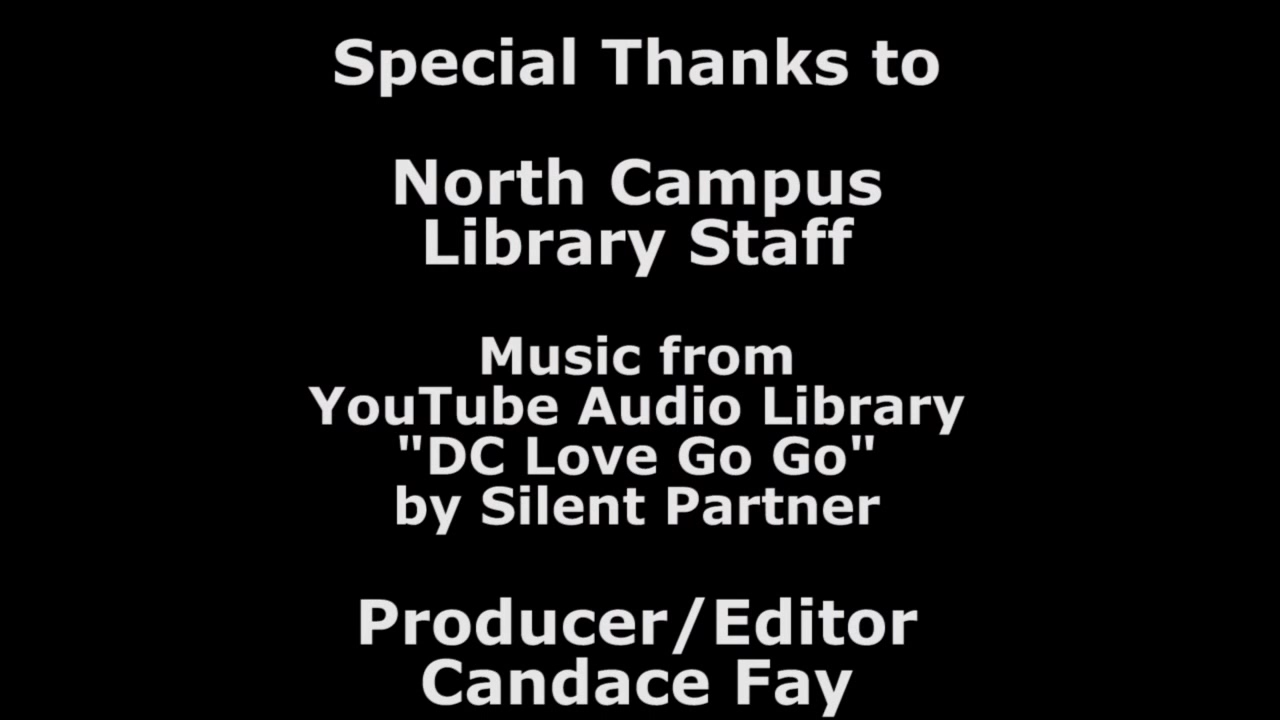 Special Thanks to
North Campus
Library Staff
Music from
YouTube Audio Library
"DC Love Go Go"
by Silent Partner
Producer/Editor
Candace Fay